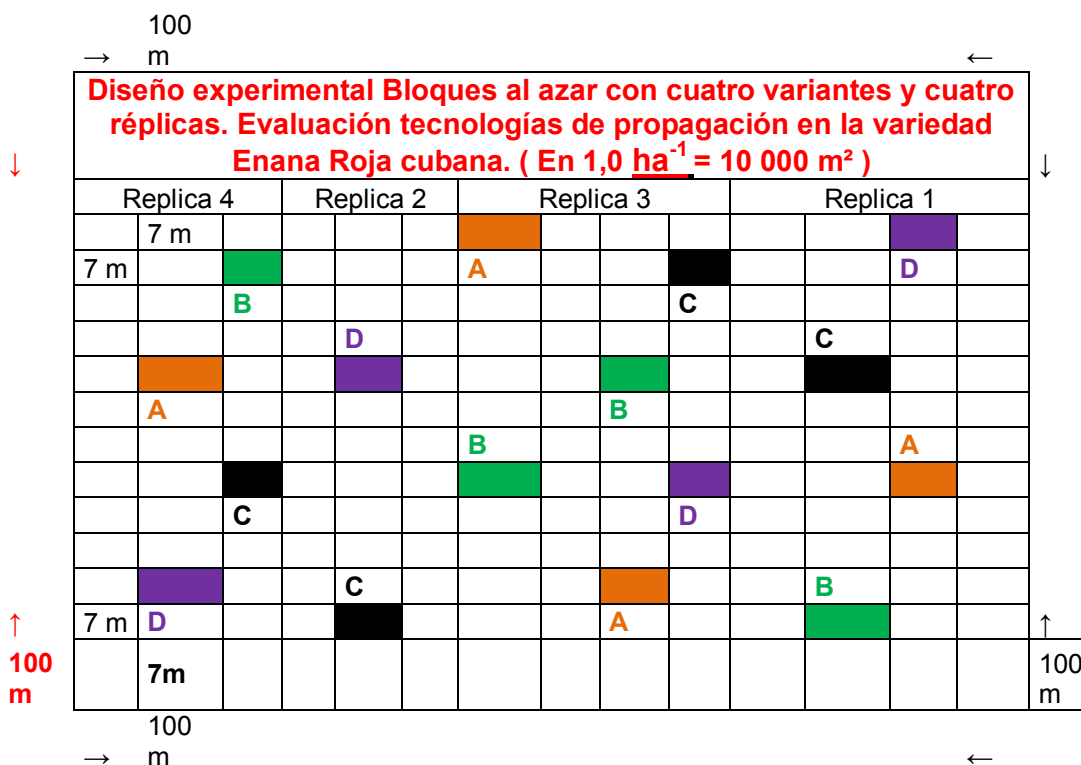 100
→ m ←
Diseño experimental Bloques al azar con cuatro variantes y cuatro
réplicas. Evaluación tecnologías de propagación en la variedad
Enana Roja cubana. ( En 1,0 ha⁻¹ = 10 000 m² )
↓ ↓
Replica 4 Replica 2 Replica 3 Replica 1
7 m
7 m A D
B C
D C
A B
B A
C D
C B
7 m D A
↑ ↑
100 m
7m
100 m
100
→ m ←